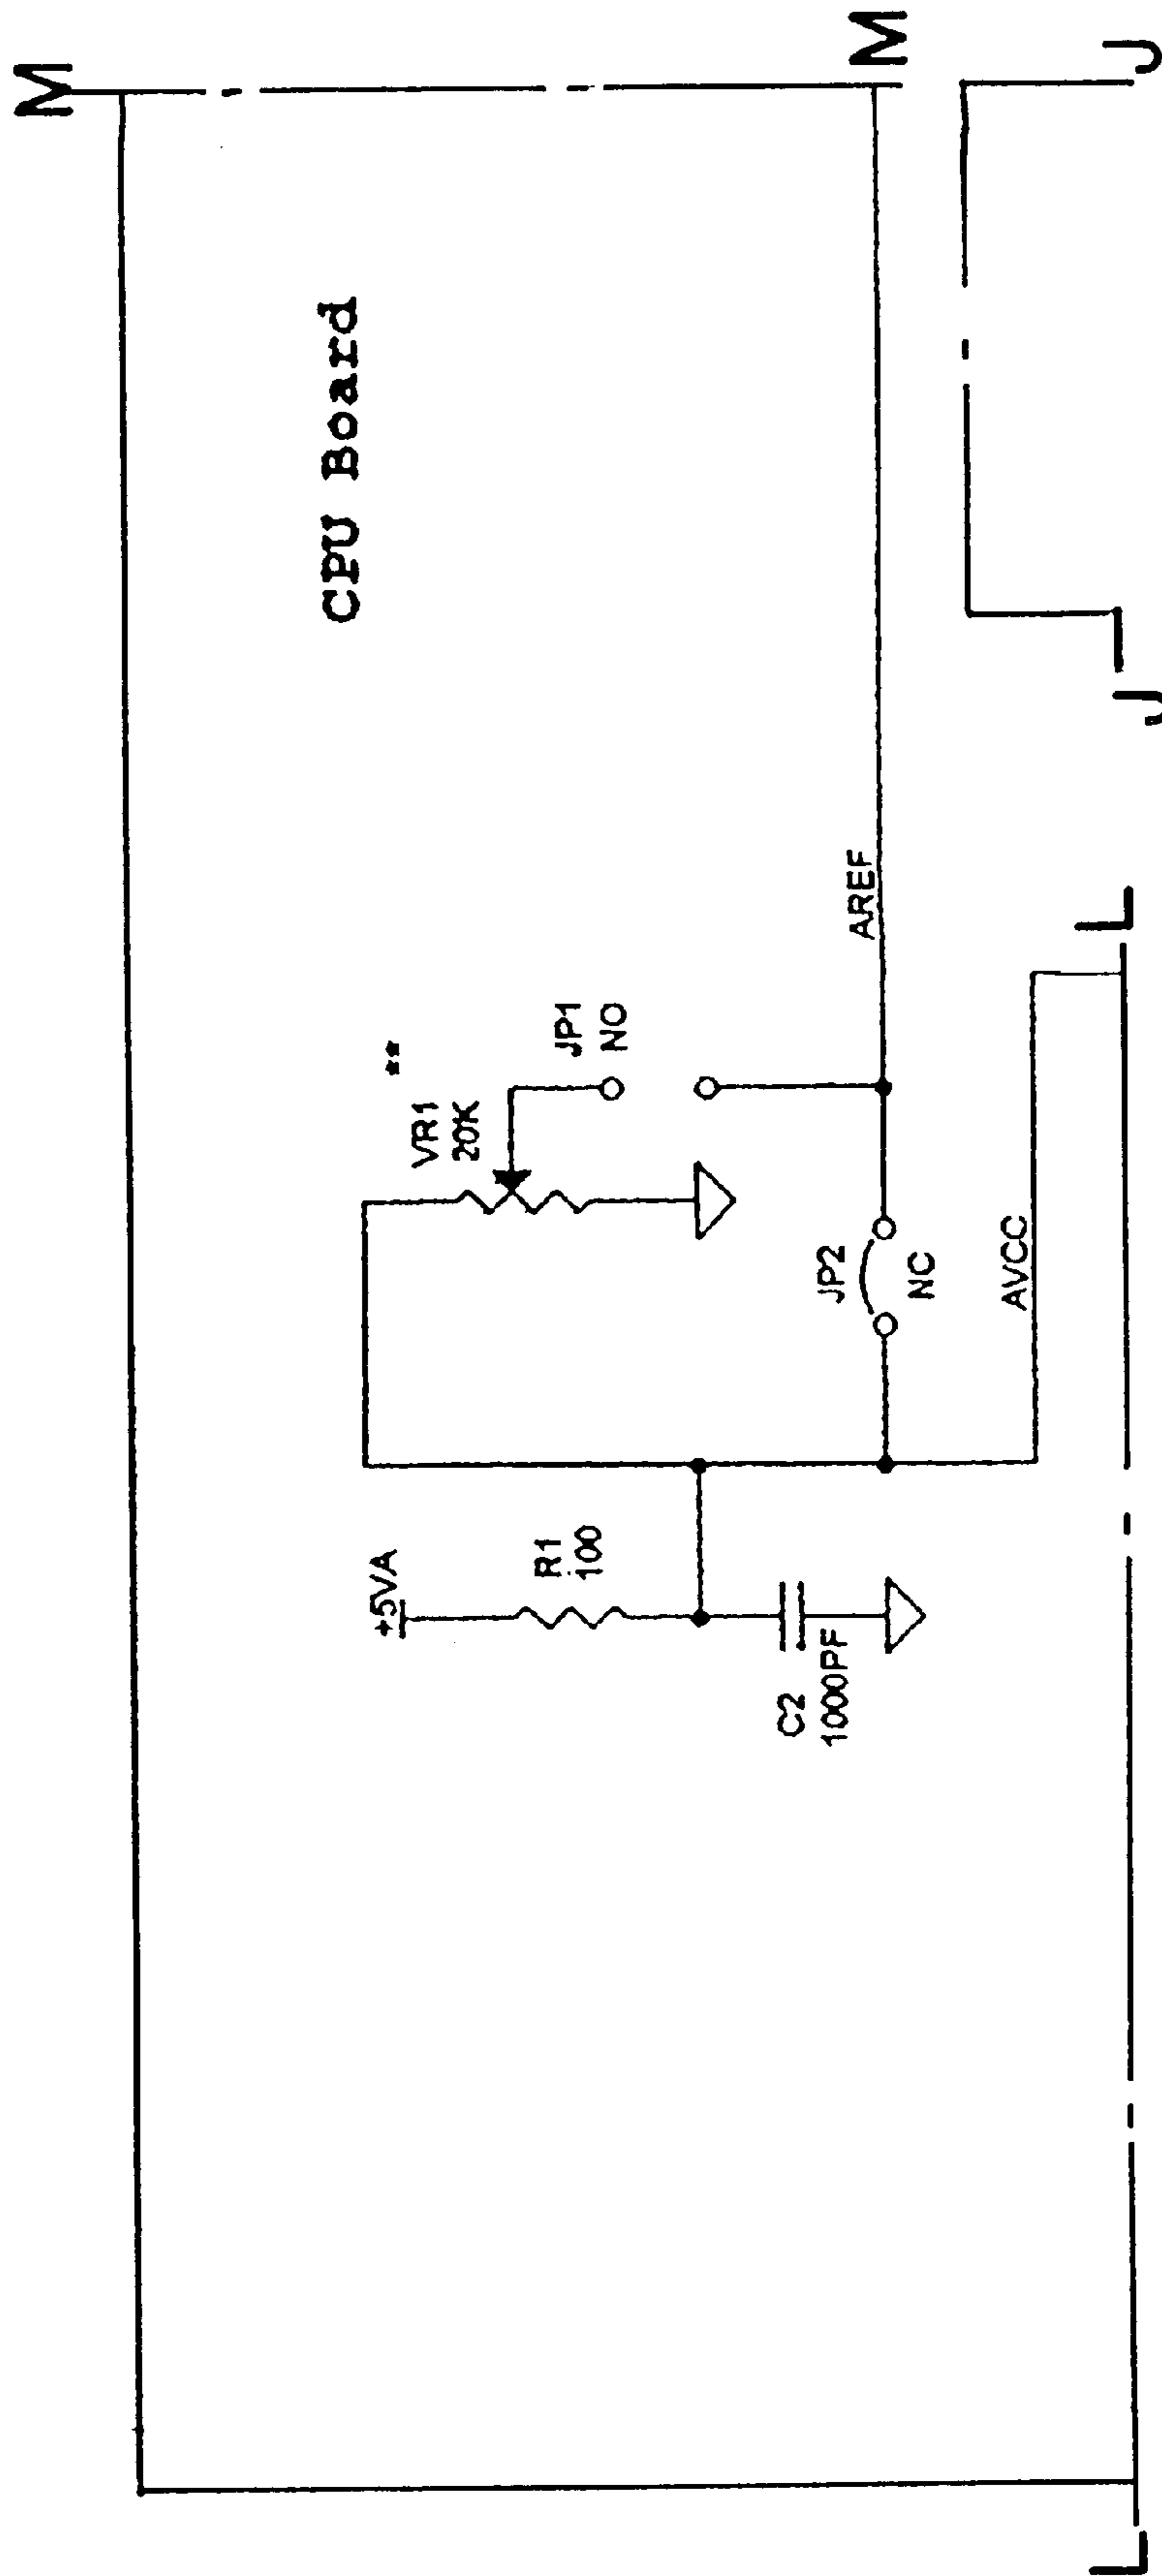 M
M
CPU Board
J
J
L
L
+5VA
R1
100
C2
1000PF
VR1
20K
**
JP1
NO
JP2
NC
AREF
AVCC